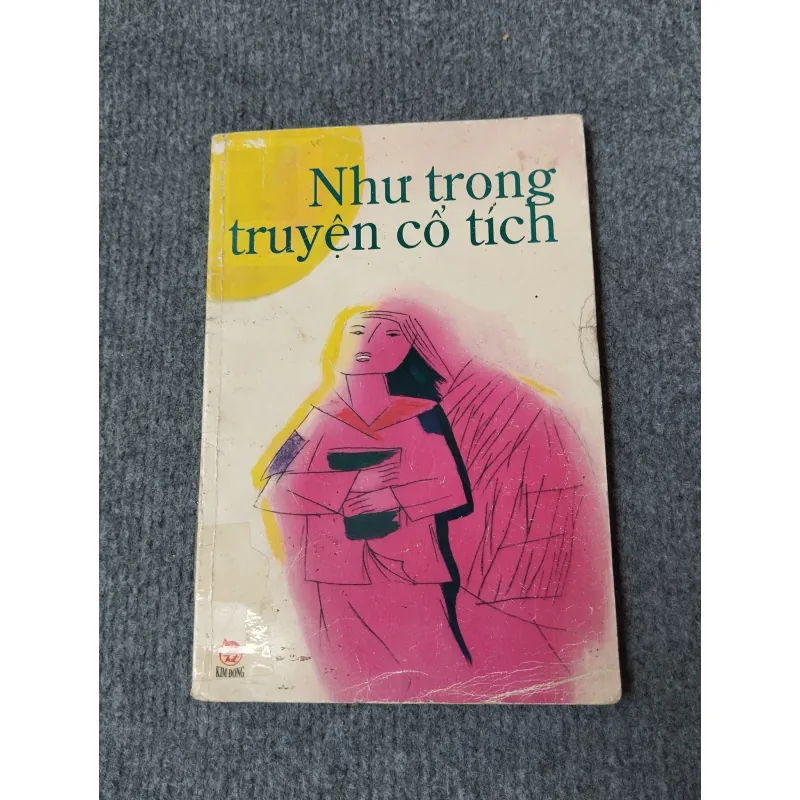 Như trong
truyện cổ tích
KIM ĐỒNG